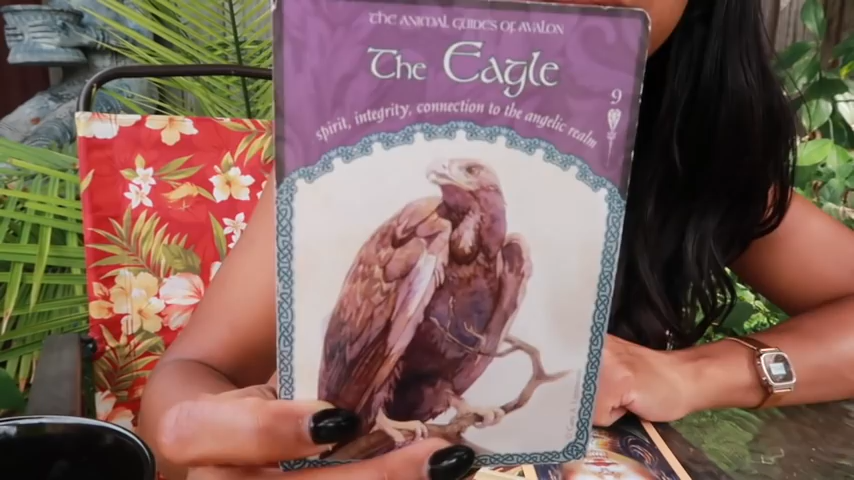 THE ANIMAL GUIDES OF AVALON
The Eagle
9
spirit, integrity, connection to the angelic realm